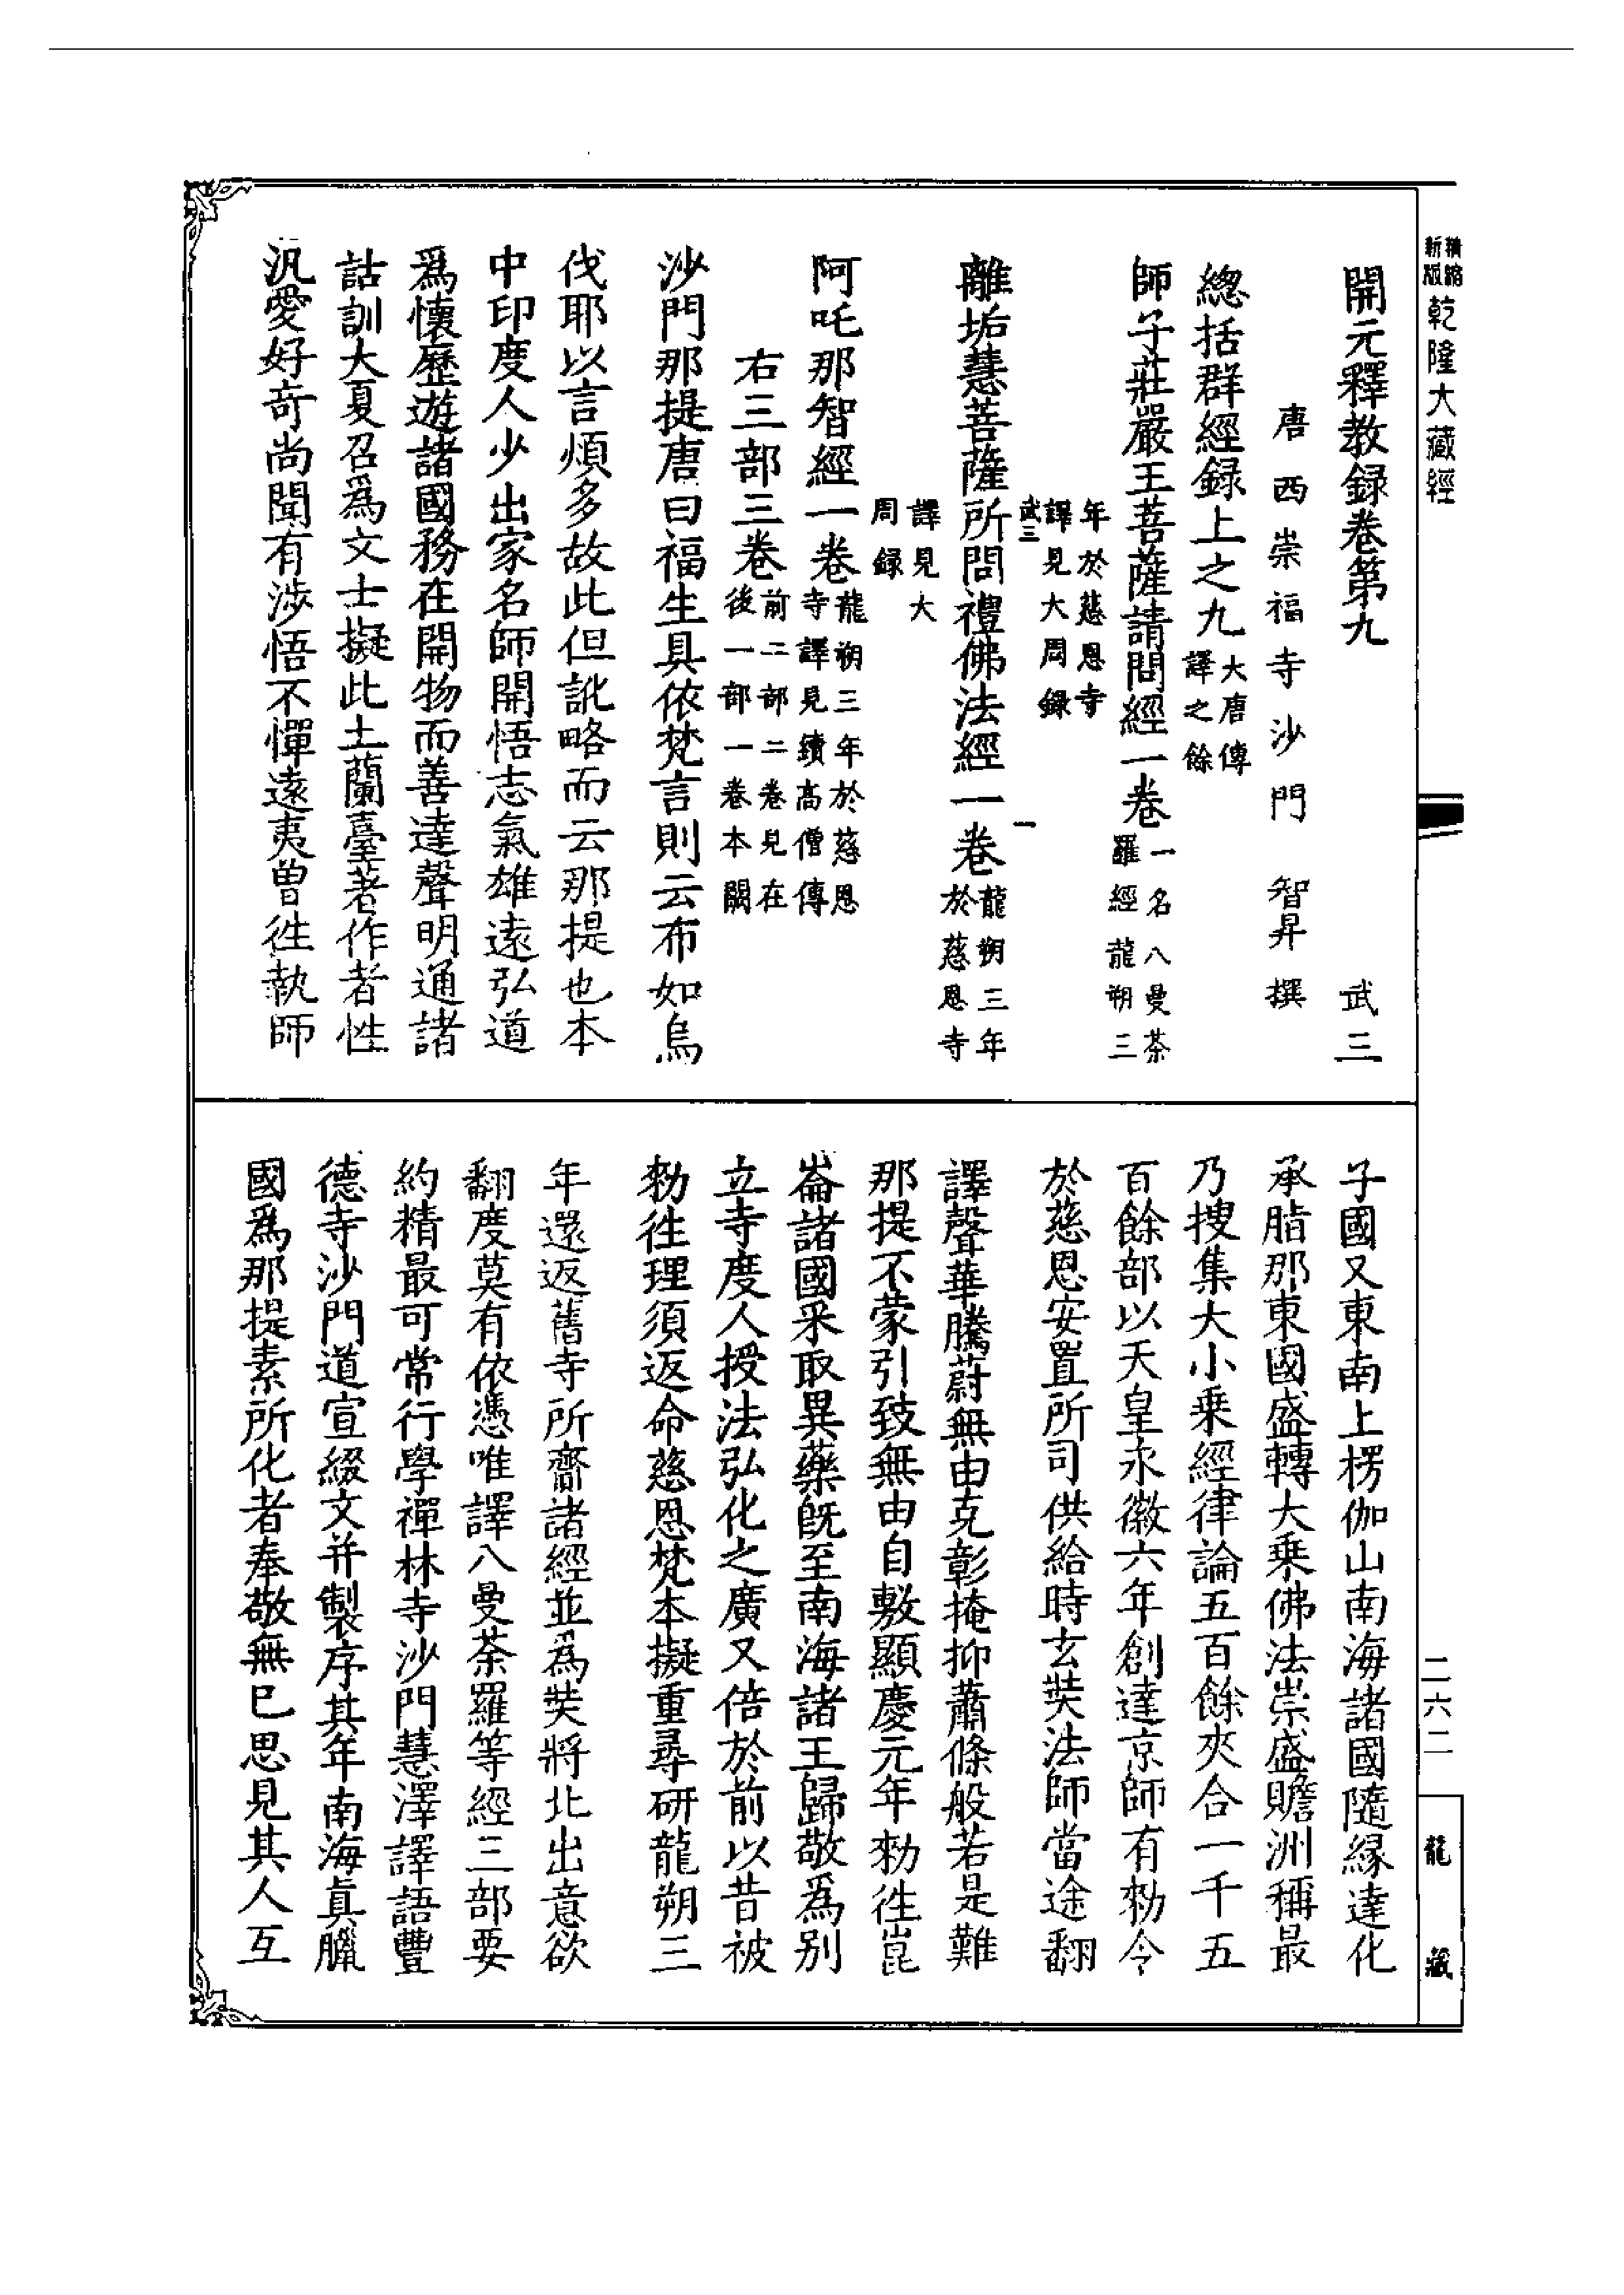 精縮新版乾隆大藏經
開元釋教録卷第九 武三
唐西崇福寺沙門 智昇 撰
總括群經録上之九大唐傳譯之餘
師子莊嚴王菩薩請問經一卷一名八曼荼羅經龍朔三
年於慈恩寺譯見大周録
武三 一
離垢慧菩薩所問禮佛法經一卷龍朔三年於慈恩寺
譯見大周録
阿吒那智經一卷龍朔三年於慈恩寺譯見續高僧傳
右三部三卷前二部二卷見在後一部一卷本闕
沙門那提唐曰福生具依梵言則云布如烏
伐耶以言煩多故此但訛略而云那提也本
中印度人少出家名師開悟志氣雄遠弘道
爲懷歷遊諸國務在開物而善達聲明通諸
詁訓大夏召爲文士擬此土蘭臺著作者性
汎愛好奇尚聞有涉悟不憚遠夷曾徃執師
子國又東南上楞伽山南海諸國隨緣達化
承脂那東國盛轉大乗佛法崇盛贍洲稱最
乃捜集大小乗經律論五百餘夾合一千五
百餘部以天皇永徽六年創達京師有勑令
於慈恩安置所司供給時玄奘法師當途翻
譯聲華騰蔚無由克彰掩抑蕭條般若是難
那提不蒙引致無由自敷顯慶元年勑徃崑
崙諸國采取異藥旣至南海諸王歸敬爲别
立寺度人授法弘化之廣又倍於前以昔被
勑徃理須返命慈恩梵本擬重尋研龍朔三
年還返舊寺所齎諸經並爲奘將北出意欲
翻度莫有依憑唯譯八曼荼羅等經三部要
約精最可常行學禪林寺沙門慧澤譯語豐
德寺沙門道宣綴文并製序其年南海真臘
國爲那提素所化者奉敬無已思見其人互
二六二
龍藏